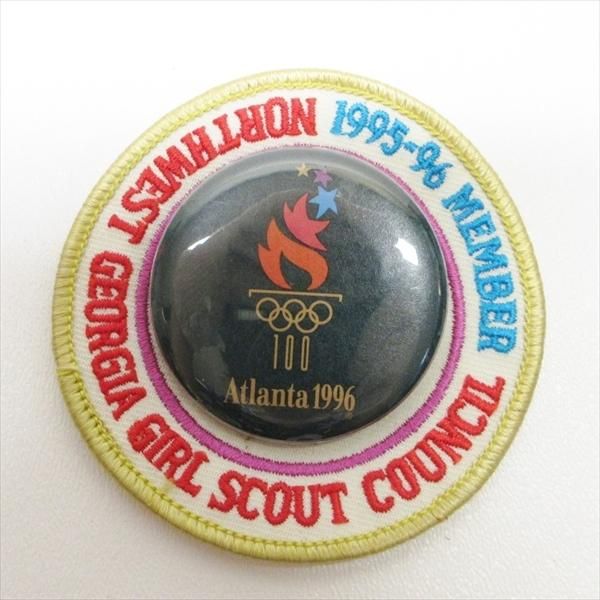 1995-96 MEMBER
NORTHWEST GEORGIA GIRL SCOUT COUNCIL
100
Atlanta 1996